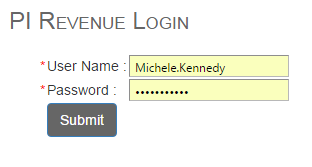 PI Revenue Login
*User Name : Michele.Kennedy
*Password : •••••••••••
Submit